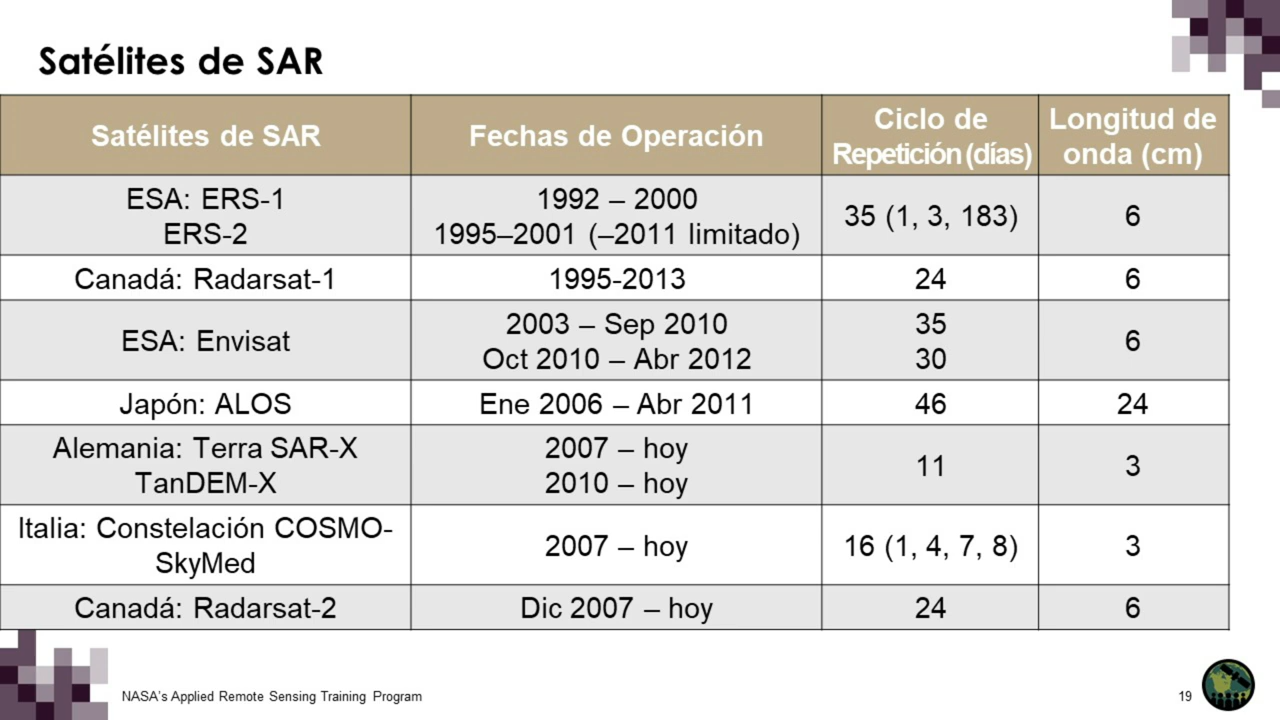 Satélites de SAR
Satélites de SAR
Fechas de Operación
Ciclo de
Repetición (días)
Longitud de
onda (cm)
ESA: ERS-1
ERS-2
1992 – 2000
1995–2001 (–2011 limitado)
35 (1, 3, 183)
6
Canadá: Radarsat-1
1995-2013
24
6
ESA: Envisat
2003 – Sep 2010
Oct 2010 – Abr 2012
35
30
6
Japón: ALOS
Ene 2006 – Abr 2011
46
24
Alemania: Terra SAR-X
TanDEM-X
2007 – hoy
2010 – hoy
11
3
Italia: Constelación COSMO-
SkyMed
2007 – hoy
16 (1, 4, 7, 8)
3
Canadá: Radarsat-2
Dic 2007 – hoy
24
6
NASA's Applied Remote Sensing Training Program
19